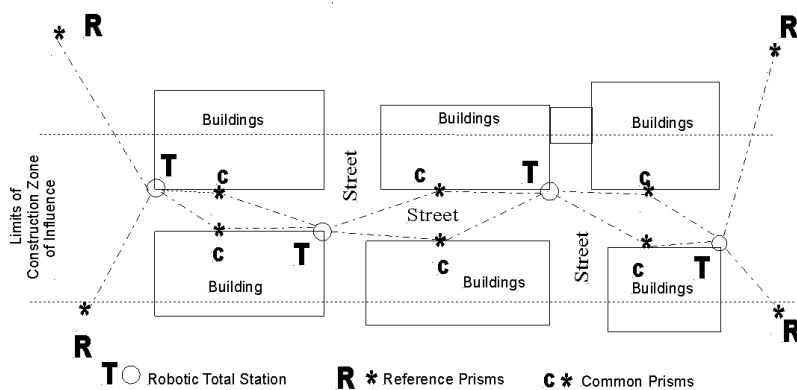 R
R
Buildings
Buildings
Buildings
T
C
Street
C
T
C
Limits of
Construction Zone
of Influence
Street
C
T
C
Street
C
T
Building
Buildings
Buildings
R
R
T Robotic Total Station
R * Reference Prisms
C * Common Prisms